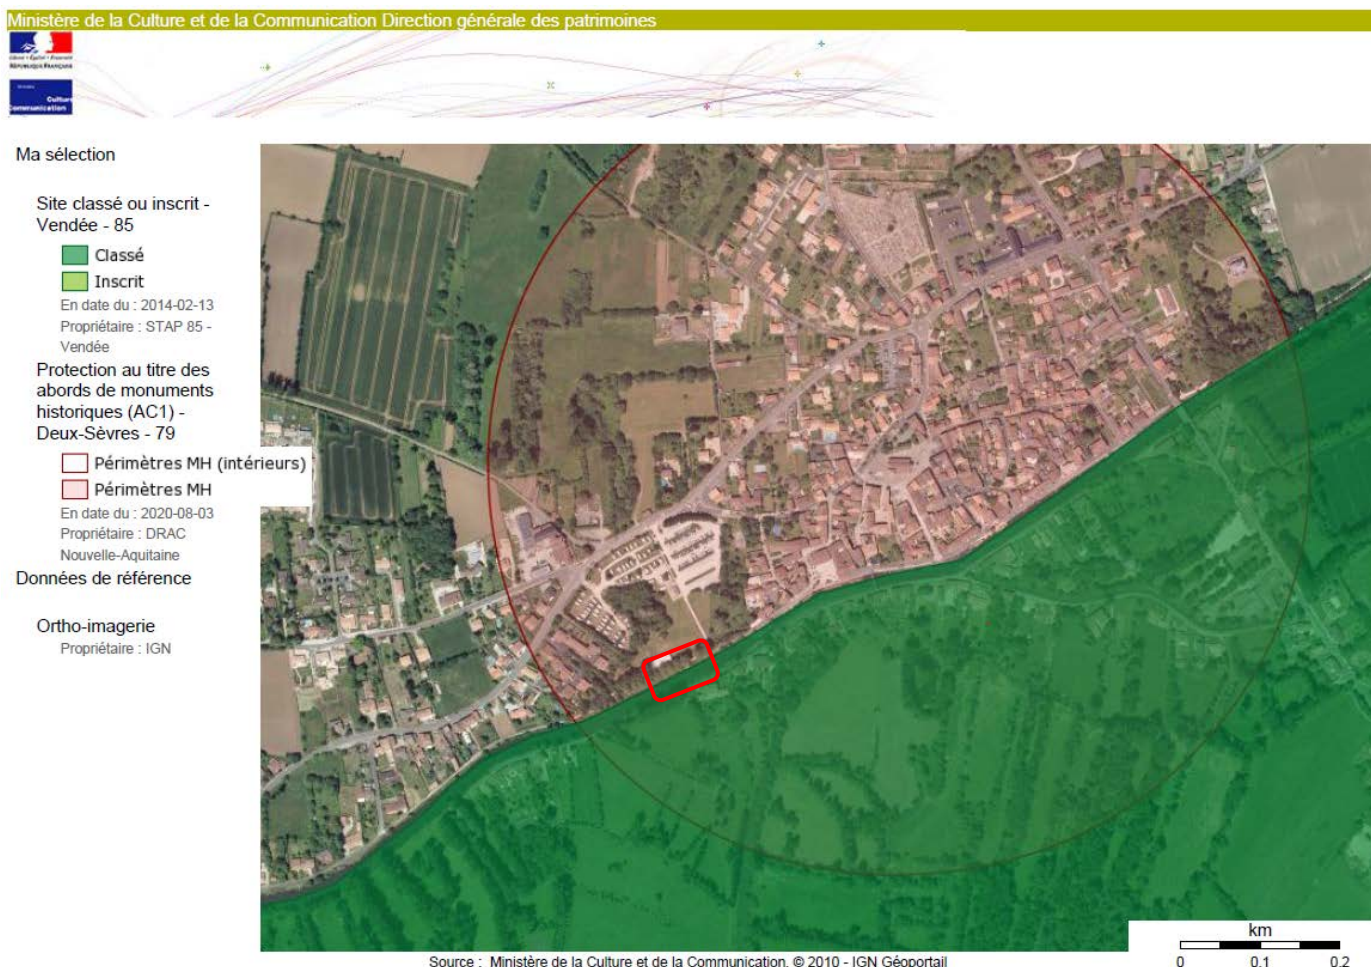 Ministère de la Culture et de la Communication Direction générale des patrimoines
RÉPUBLIQUE FRANÇAISE
Culture
Communication
Ma sélection
Site classé ou inscrit -
Vendée - 85
Classé
Inscrit
En date du : 2014-02-13
Propriétaire : STAP 85 -
Vendée
Protection au titre des
abords de monuments
historiques (AC1) -
Deux-Sèvres - 79
Périmètres MH (intérieurs)
Périmètres MH
En date du : 2020-08-03
Propriétaire : DRAC
Nouvelle-Aquitaine
Données de référence
Ortho-imagerie
Propriétaire : IGN
km
0 0.1 0.2
Source : Ministère de la Culture et de la Communication, © 2010 - IGN Géoportail